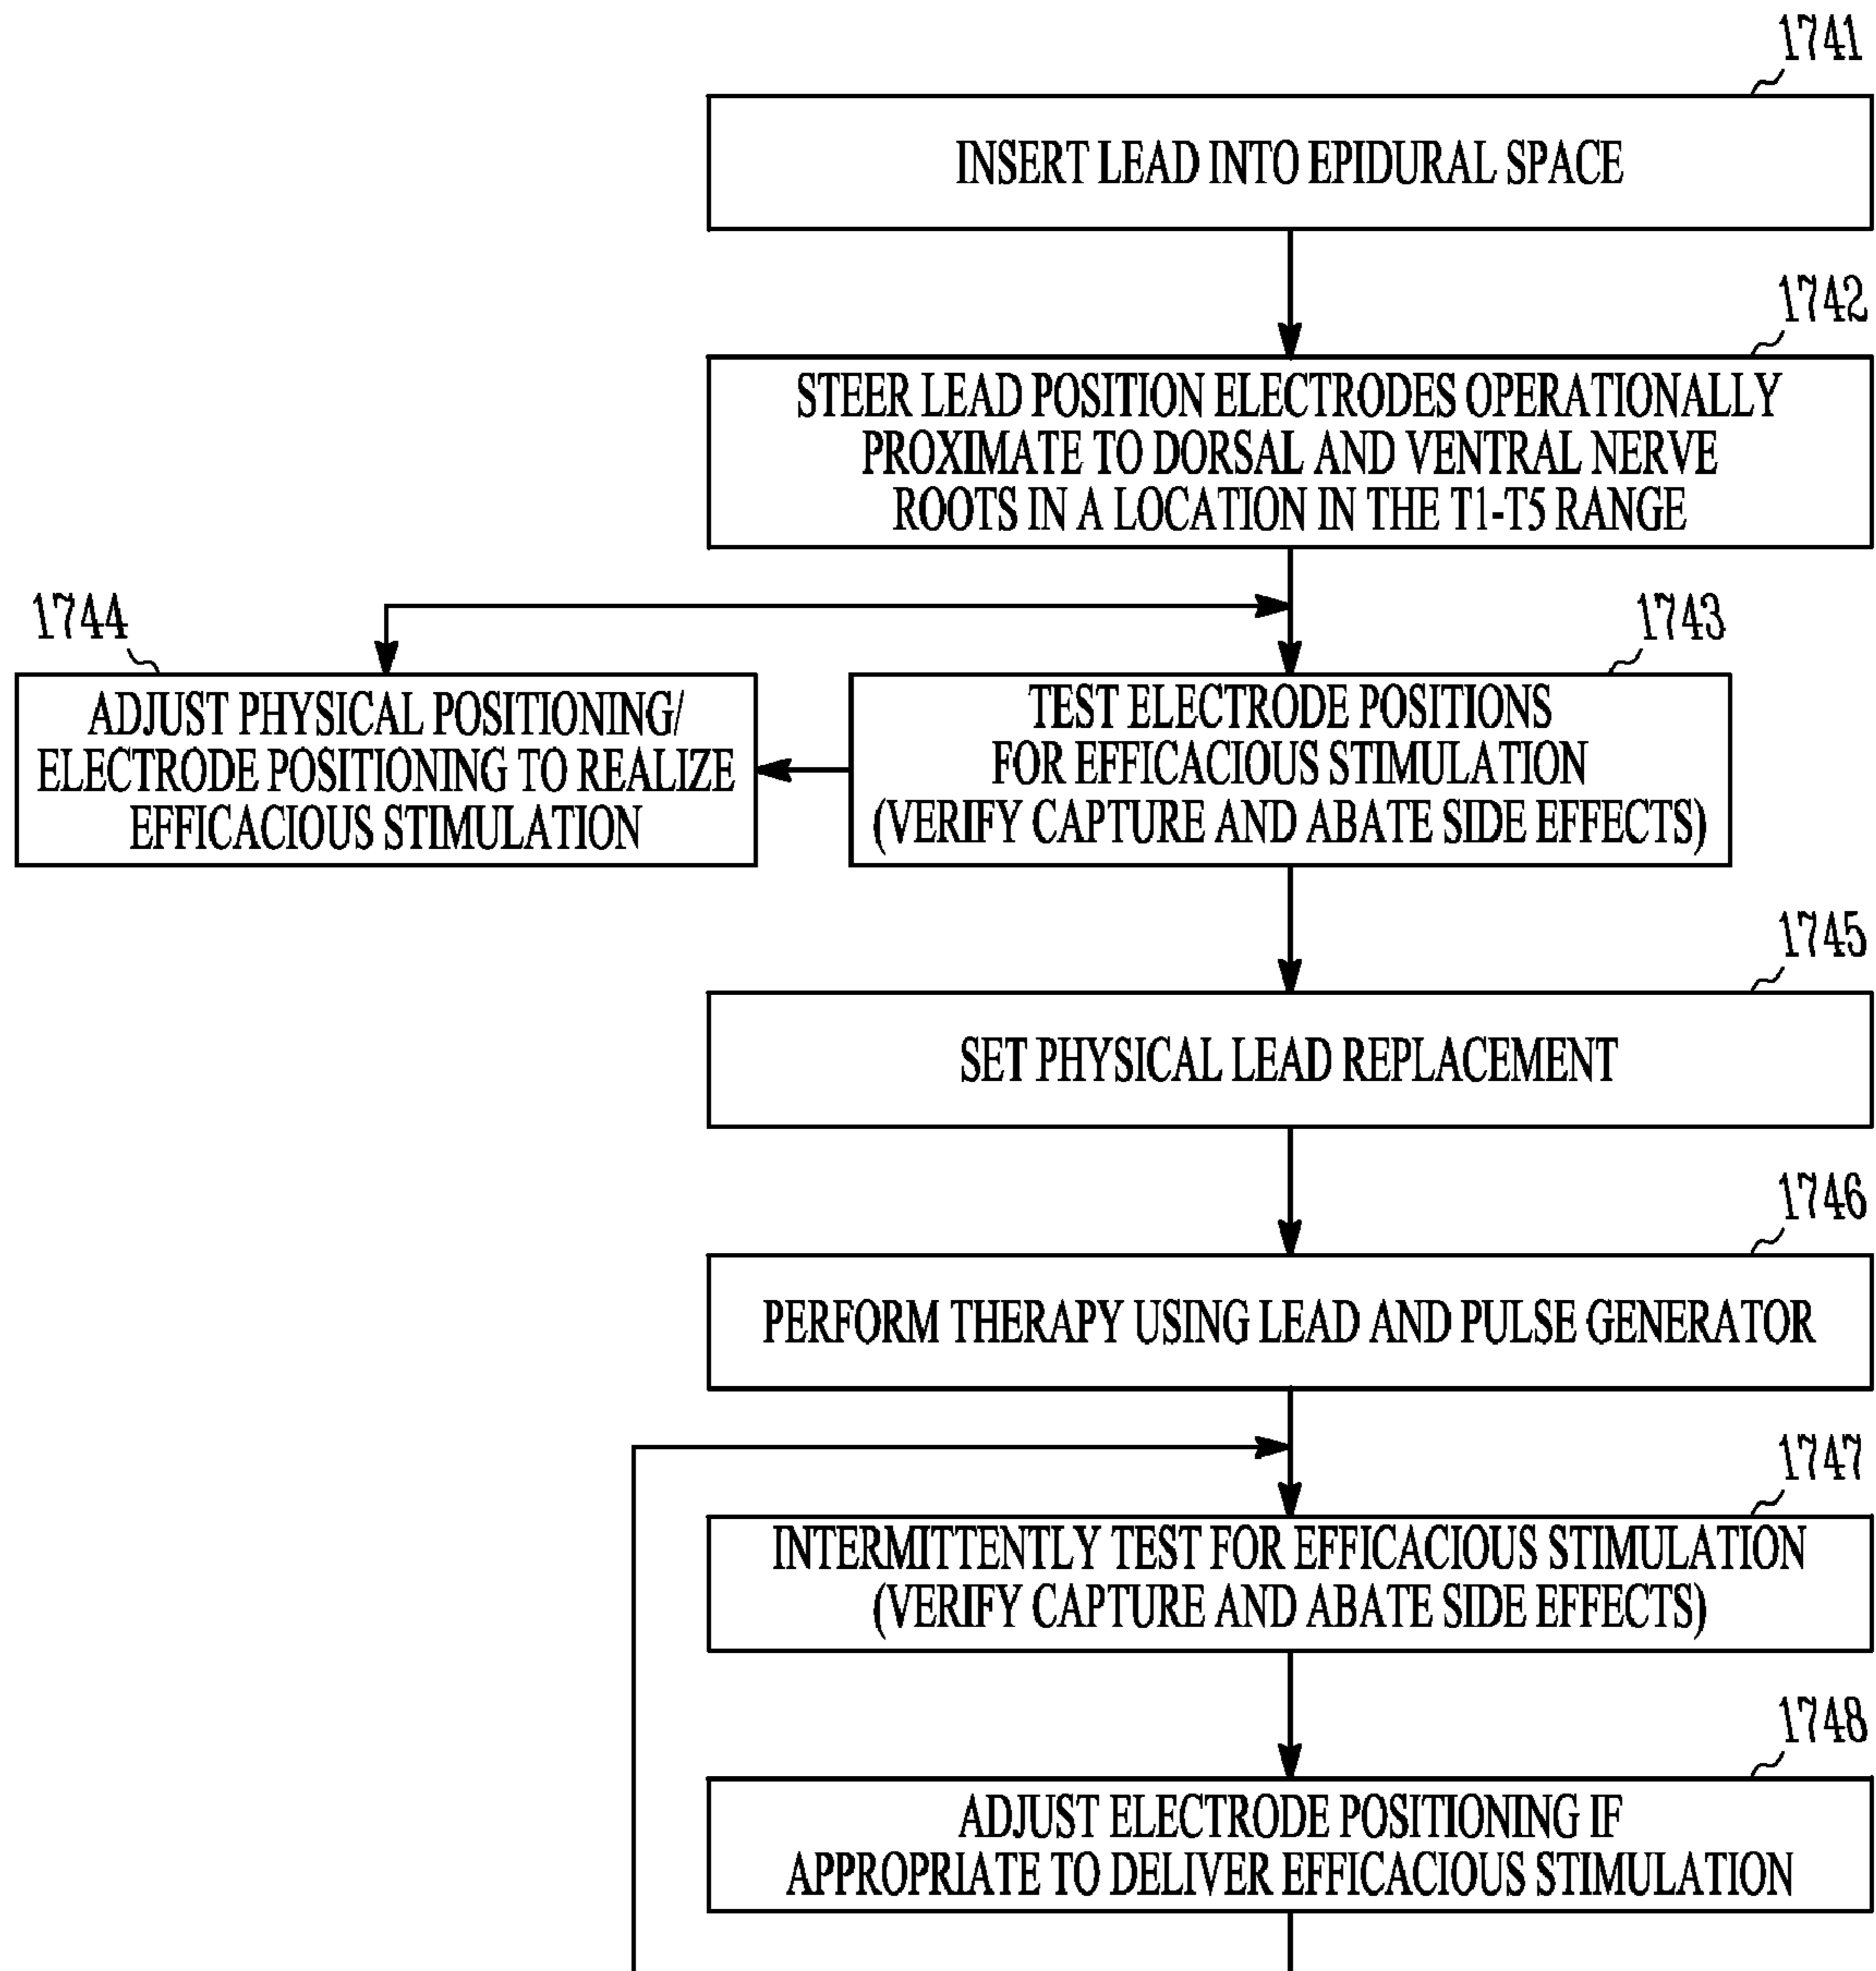 1741
INSERT LEAD INTO EPIDURAL SPACE
1742
STEER LEAD POSITION ELECTRODES OPERATIONALLY
PROXIMATE TO DORSAL AND VENTRAL NERVE
ROOTS IN A LOCATION IN THE T1-T5 RANGE
1744
ADJUST PHYSICAL POSITIONING/
ELECTRODE POSITIONING TO REALIZE
EFFICACIOUS STIMULATION
1743
TEST ELECTRODE POSITIONS
FOR EFFICACIOUS STIMULATION
(VERIFY CAPTURE AND ABATE SIDE EFFECTS)
1745
SET PHYSICAL LEAD REPLACEMENT
1746
PERFORM THERAPY USING LEAD AND PULSE GENERATOR
1747
INTERMITTENTLY TEST FOR EFFICACIOUS STIMULATION
(VERIFY CAPTURE AND ABATE SIDE EFFECTS)
1748
ADJUST ELECTRODE POSITIONING IF
APPROPRIATE TO DELIVER EFFICACIOUS STIMULATION